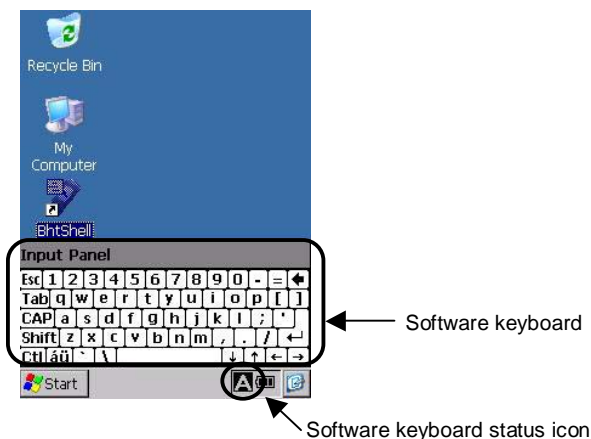 Recycle Bin
My
Computer
BhtShell
Input Panel
Esc 1 2 3 4 5 6 7 8 9 0 - = 🡄
Tab q w e r t y u i o p [ ]
CAP a s d f g h j k l ; '
Software keyboard
Shift z x c v b n m , . / ↵
Ctl áü ` \ ↓ ↑ ← →
Start A
Software keyboard status icon